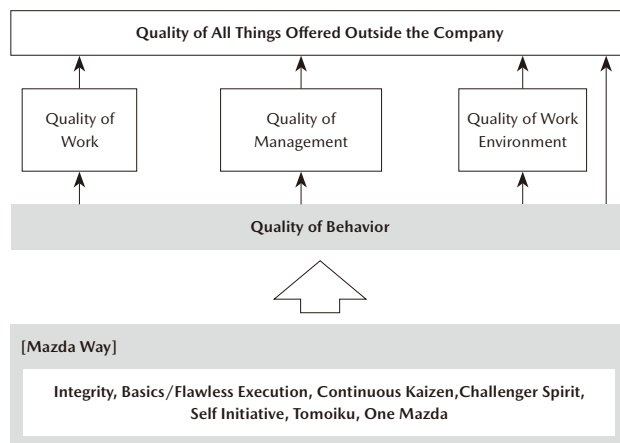 Quality of All Things Offered Outside the Company
Quality of
Work
Quality of
Management
Quality of Work
Environment
Quality of Behavior
[Mazda Way]
Integrity, Basics/Flawless Execution, Continuous Kaizen,Challenger Spirit,
Self Initiative, Tomoiku, One Mazda